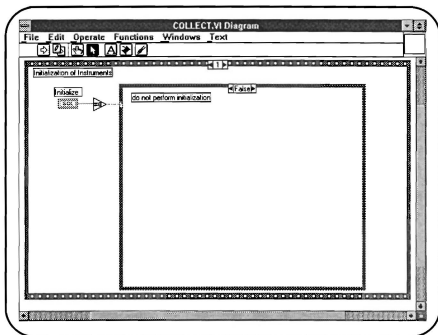 COLLECT.VI Diagram
File Edit Operate Functions Windows Text
1
Initialization of Instruments
False
Initialize
do not perform initialization